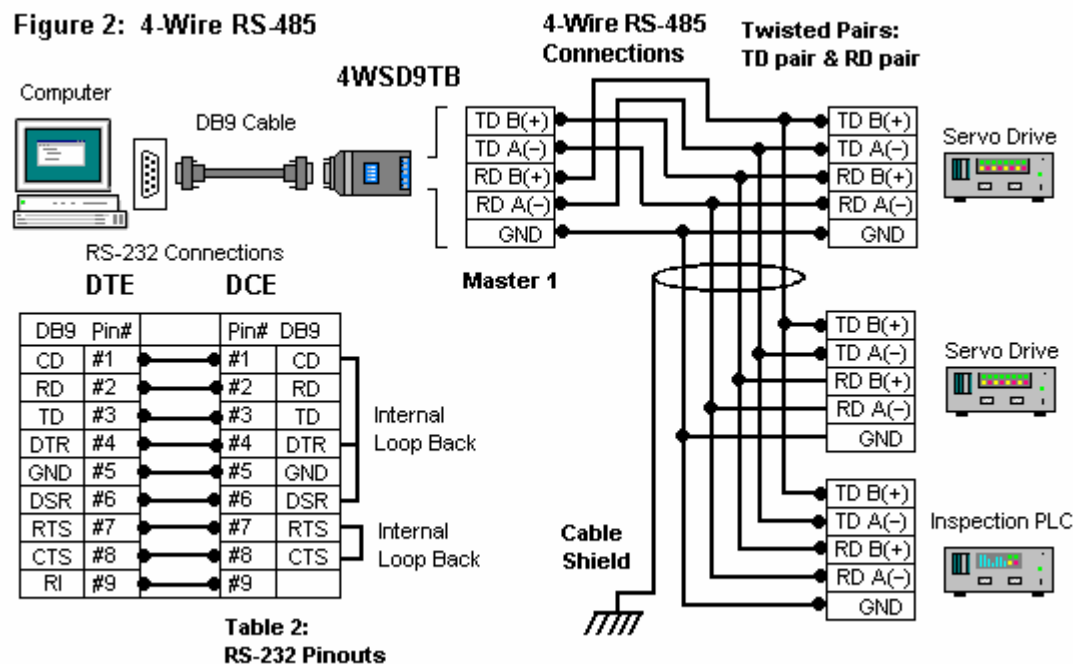 Figure 2: 4-Wire RS-485
4-Wire RS-485
Connections
Twisted Pairs:
TD pair & RD pair
4WSD9TB
Computer
DB9 Cable
TD B(+)
TD A(-)
RD B(+)
RD A(-)
GND
Master 1
TD B(+)
TD A(-)
RD B(+)
RD A(-)
GND
Servo Drive
RS-232 Connections
DTE DCE
DB9 Pin# Pin# DB9
CD #1 #1 CD
RD #2 #2 RD
TD #3 #3 TD
DTR #4 #4 DTR
GND #5 #5 GND
DSR #6 #6 DSR
RTS #7 #7 RTS
CTS #8 #8 CTS
RI #9 #9
Internal
Loop Back
Internal
Loop Back
Table 2:
RS-232 Pinouts
TD B(+)
TD A(-)
RD B(+)
RD A(-)
GND
Servo Drive
TD B(+)
TD A(-)
RD B(+)
RD A(-)
GND
Inspection PLC
Cable
Shield